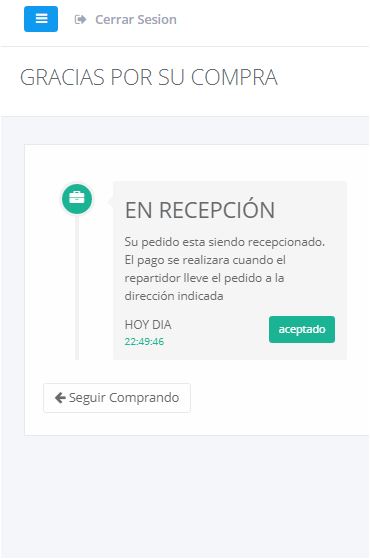 Cerrar Sesion
GRACIAS POR SU COMPRA
EN RECEPCIÓN
Su pedido esta siendo recepcionado.
El pago se realizara cuando el
repartidor lleve el pedido a la
dirección indicada
HOY DIA
22:49:46
aceptado
Seguir Comprando